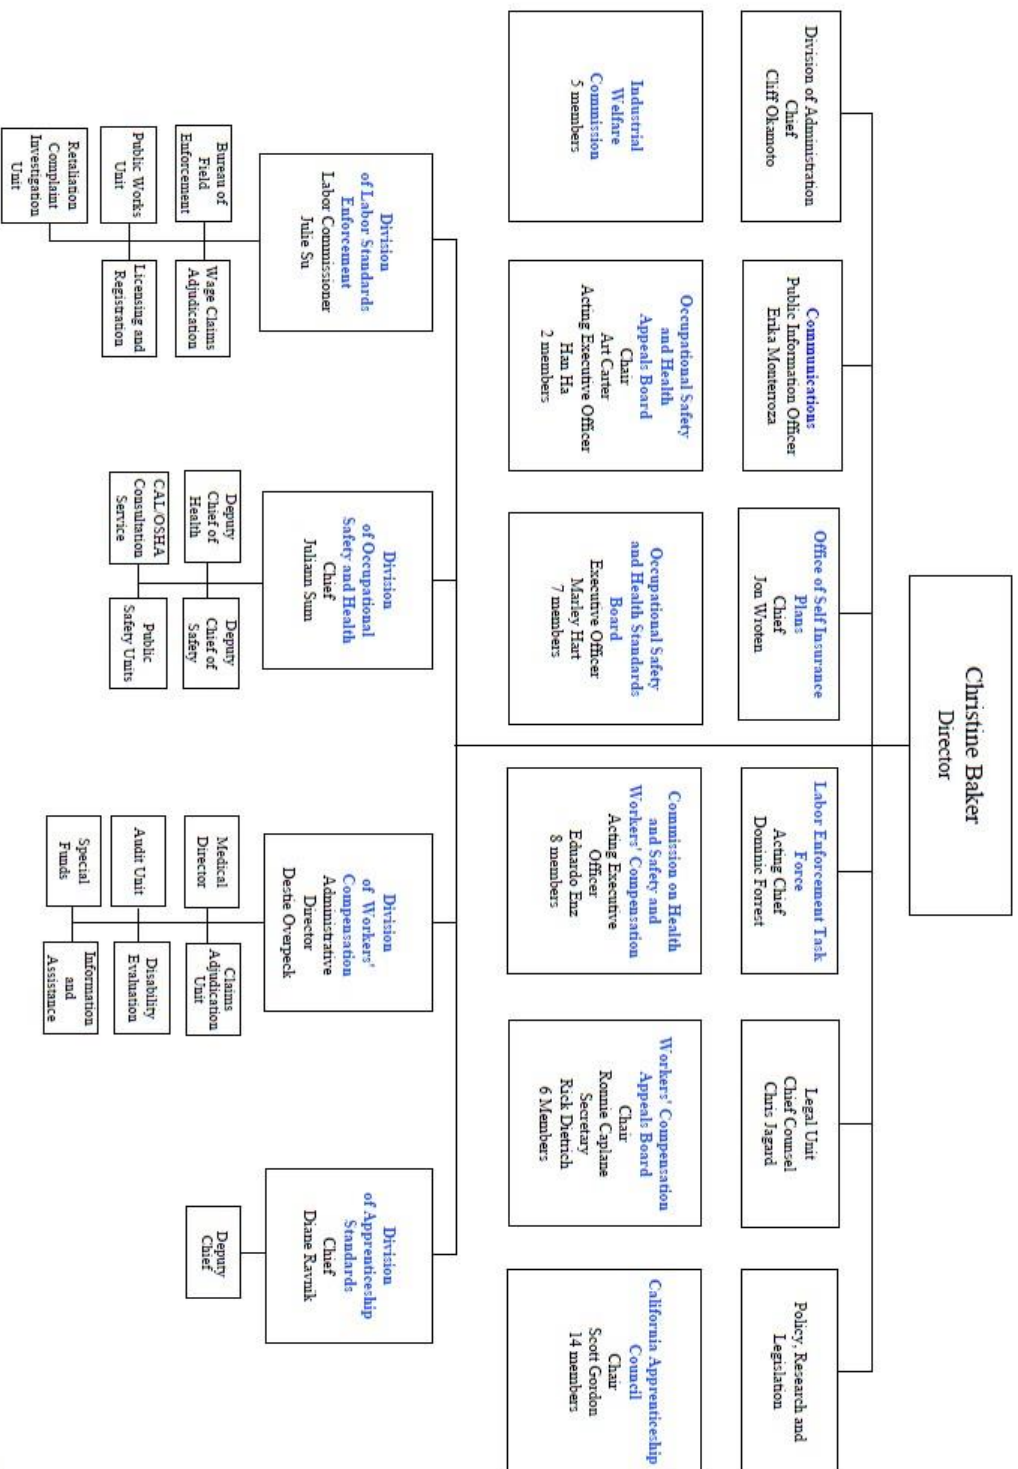 Christine Baker
Director
Division of Administration
Chief
Cliff Okamoto
Communications
Public Information Officer
Erika Monterroza
Office of Self Insurance
Plans
Chief
Jon Wroten
Labor Enforcement Task
Force
Acting Chief
Dominic Forrest
Legal Unit
Chief Counsel
Chris Jagard
Policy, Research and
Legislation
Industrial
Welfare
Commission
5 members
Occupational Safety
and Health
Appeals Board
Chair
Art Carter
Acting Executive Officer
Han Ha
2 members
Occupational Safety
and Health Standards
Board
Executive Officer
Marley Hart
7 members
Commission on Health
and Safety and
Workers' Compensation
Acting Executive
Officer
Eduardo Enz
8 members
Workers' Compensation
Appeals Board
Chair
Ronnie Caplane
Secretary
Rick Dietrich
6 Members
California Apprenticeship
Council
Chair
Scott Gordon
14 members
Division
of Labor Standards
Enforcement
Labor Commissioner
Julie Su
Bureau of
Field
Enforcement
Wage Claims
Adjudication
Public Works
Unit
Licensing and
Registration
Retaliation
Complaint
Investigation
Unit
Division
of Occupational
Safety and Health
Chief
Juliann Sum
Deputy
Chief of
Health
Deputy
Chief of
Safety
CAL/OSHA
Consultation
Service
Public
Safety Units
Division
of Workers'
Compensation
Administrative
Director
Destie Overpeck
Medical
Director
Claims
Adjudication
Unit
Audit Unit
Disability
Evaluation
Special
Funds
Information
and
Assistance
Division
of Apprenticeship
Standards
Chief
Diane Ravnik
Deputy
Chief